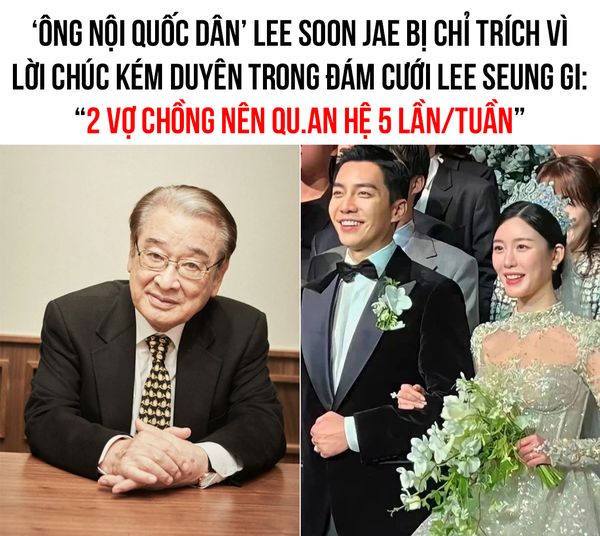 ‘ÔNG NỘI QUỐC DÂN’ LEE SOON JAE BỊ CHỈ TRÍCH VÌ
LỜI CHÚC KÉM DUYÊN TRONG ĐÁM CƯỚI LEE SEUNG GI:
“2 VỢ CHỒNG NÊN QU.AN HỆ 5 LẦN/TUẦN”